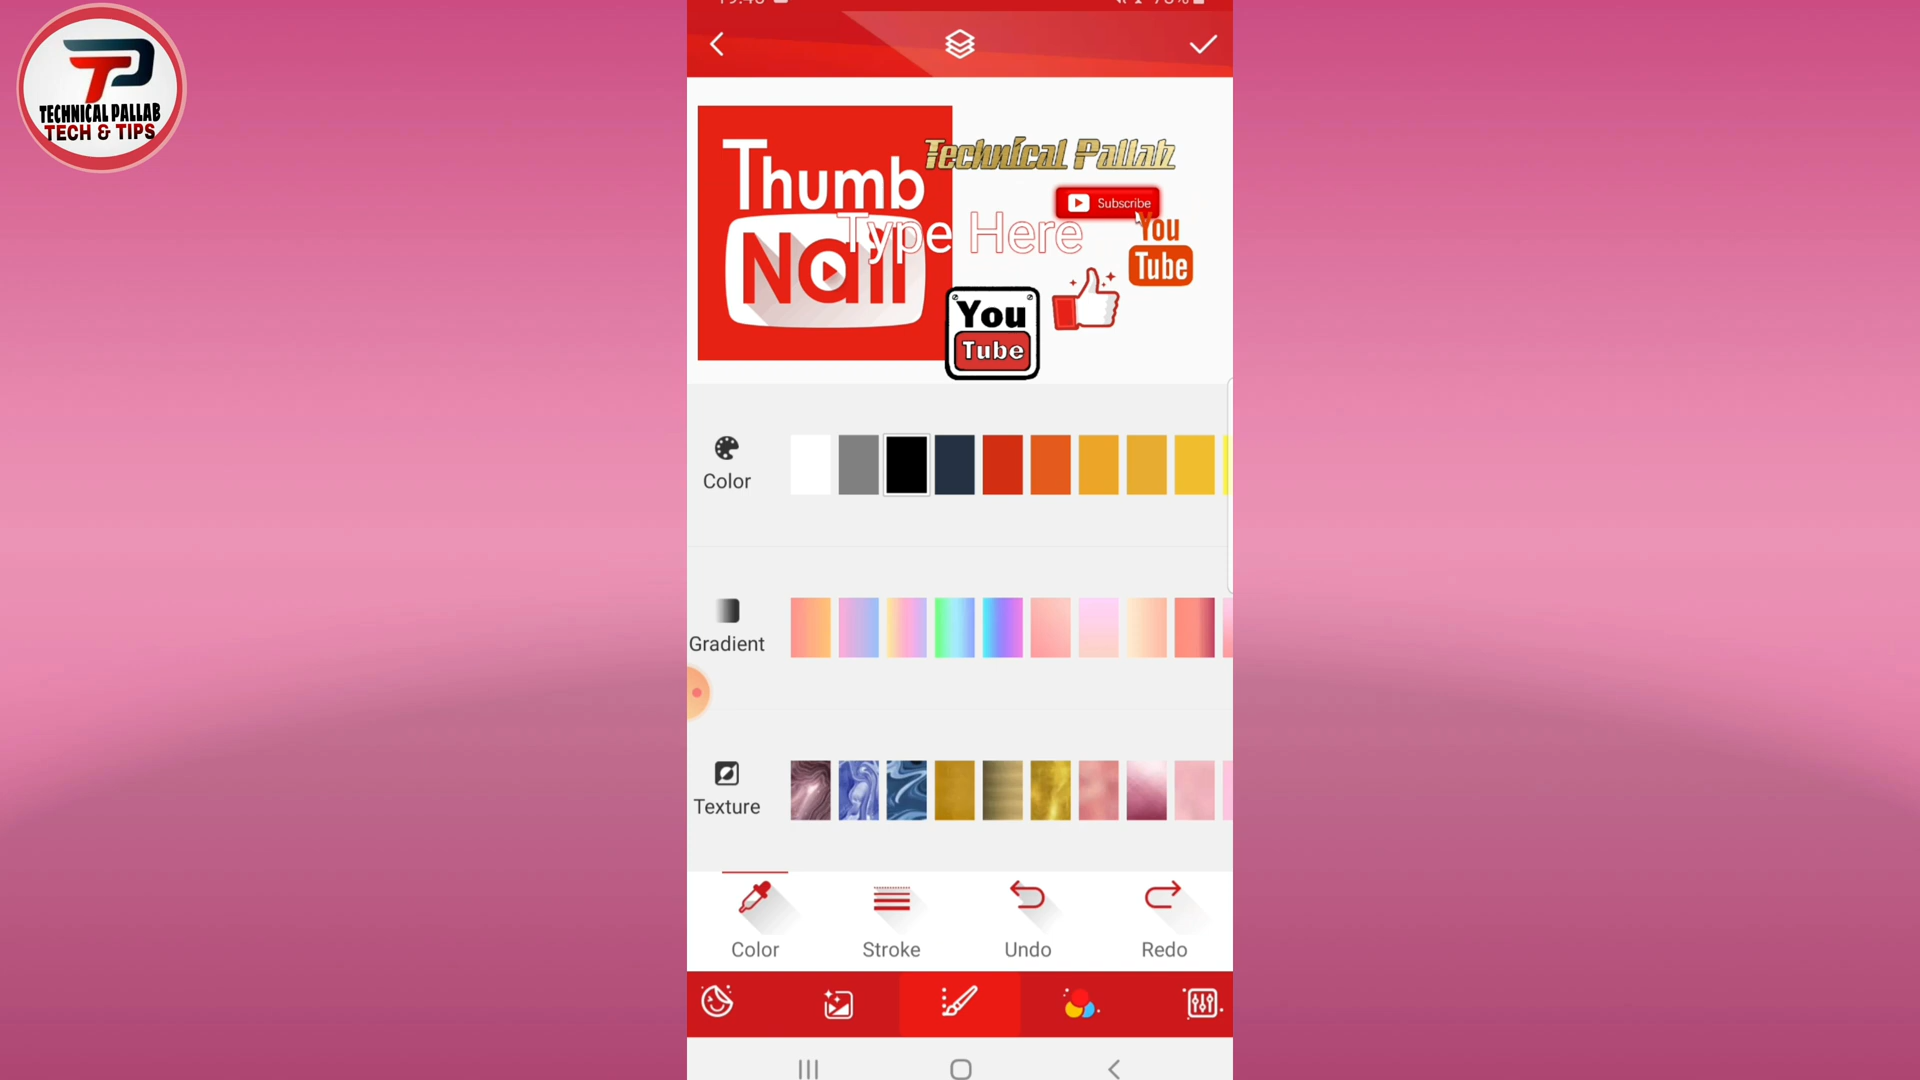 TECHNICAL PALLAB
TECH & TIPS
Technical Pallab
Thumb
Nail
Type Here
Subscribe
You
Tube
You
Tube
Color
Gradient
Texture
Color
Stroke
Undo
Redo